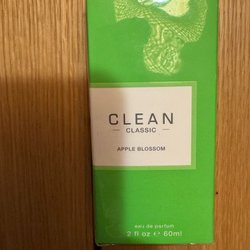 CLEAN
CLASSIC
APPLE BLOSSOM
eau de parfum
2 fl oz ℮ 60ml